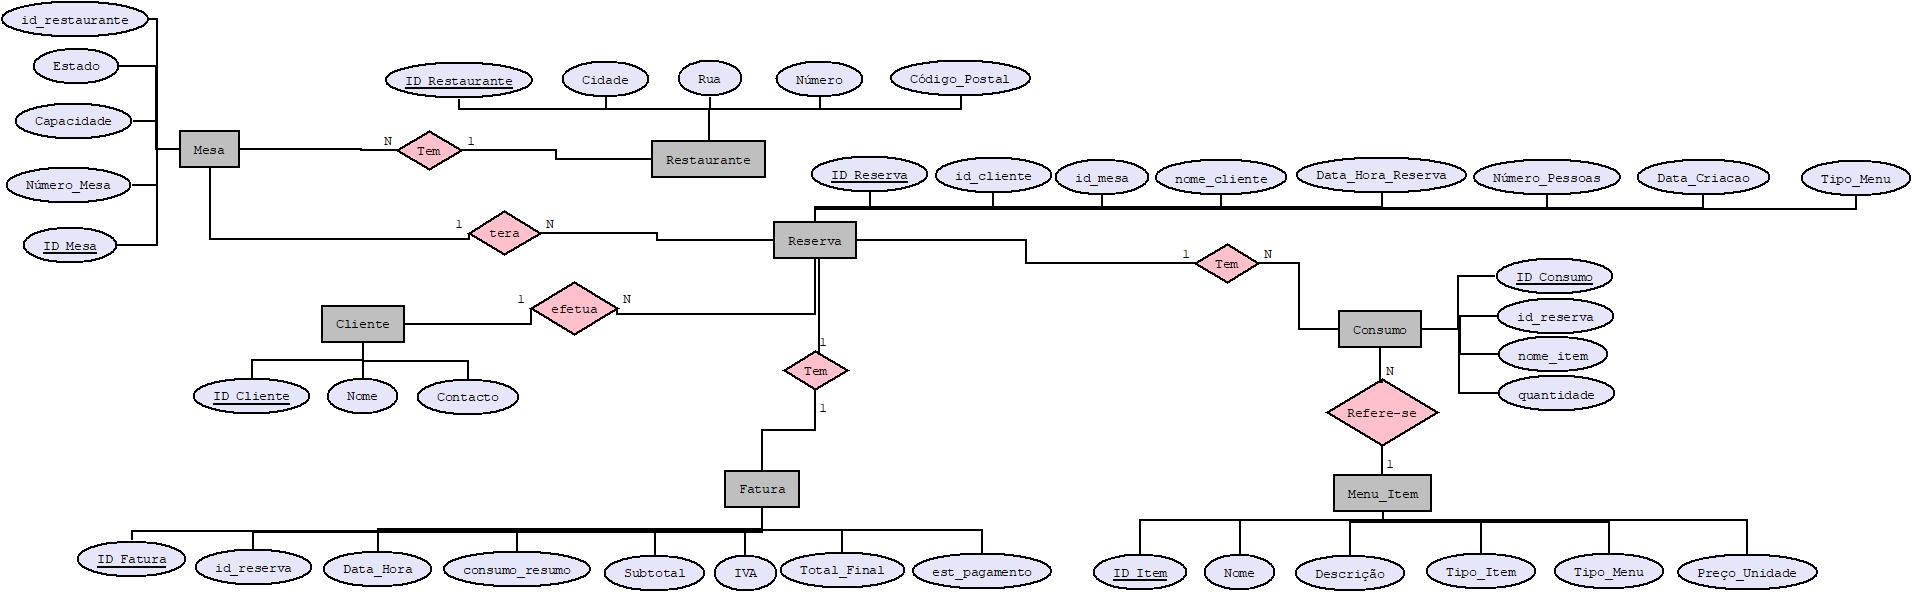 id_restaurante
Estado
Capacidade
Número_Mesa
ID Mesa
Mesa
N
Tem
1
ID Restaurante
Cidade
Rua
Número
Código_Postal
Restaurante
1
tera
N
ID Reserva
id_cliente
id_mesa
nome_cliente
Data_Hora_Reserva
Número_Pessoas
Data_Criacao
Tipo_Menu
Reserva
1
Tem
N
ID Consumo
id_reserva
nome_item
quantidade
Consumo
Cliente
1
efetua
N
ID Cliente
Nome
Contacto
1
Tem
1
N
Refere-se
1
Fatura
Menu_Item
ID Fatura
id_reserva
Data_Hora
consumo_resumo
Subtotal
IVA
Total_Final
est_pagamento
ID Item
Nome
Descrição
Tipo_Item
Tipo_Menu
Preço_Unidade